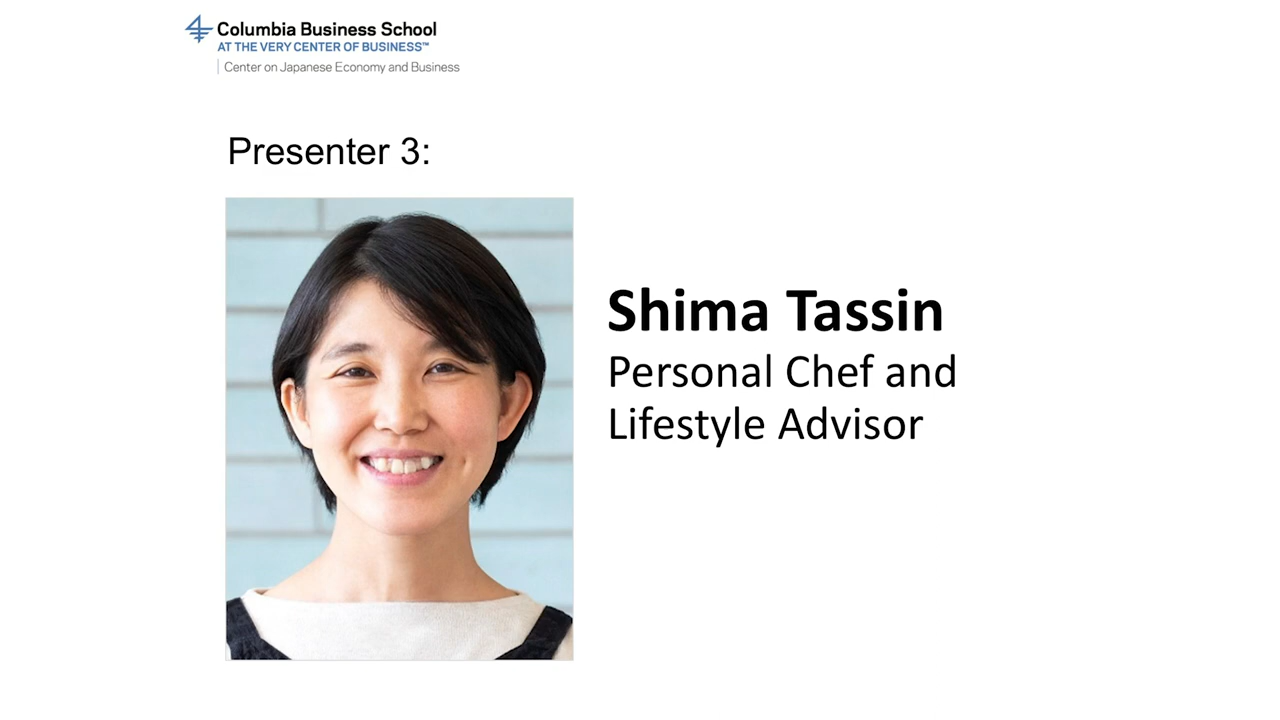 Columbia Business School
AT THE VERY CENTER OF BUSINESS™
Center on Japanese Economy and Business
Presenter 3:
Shima Tassin
Personal Chef and
Lifestyle Advisor